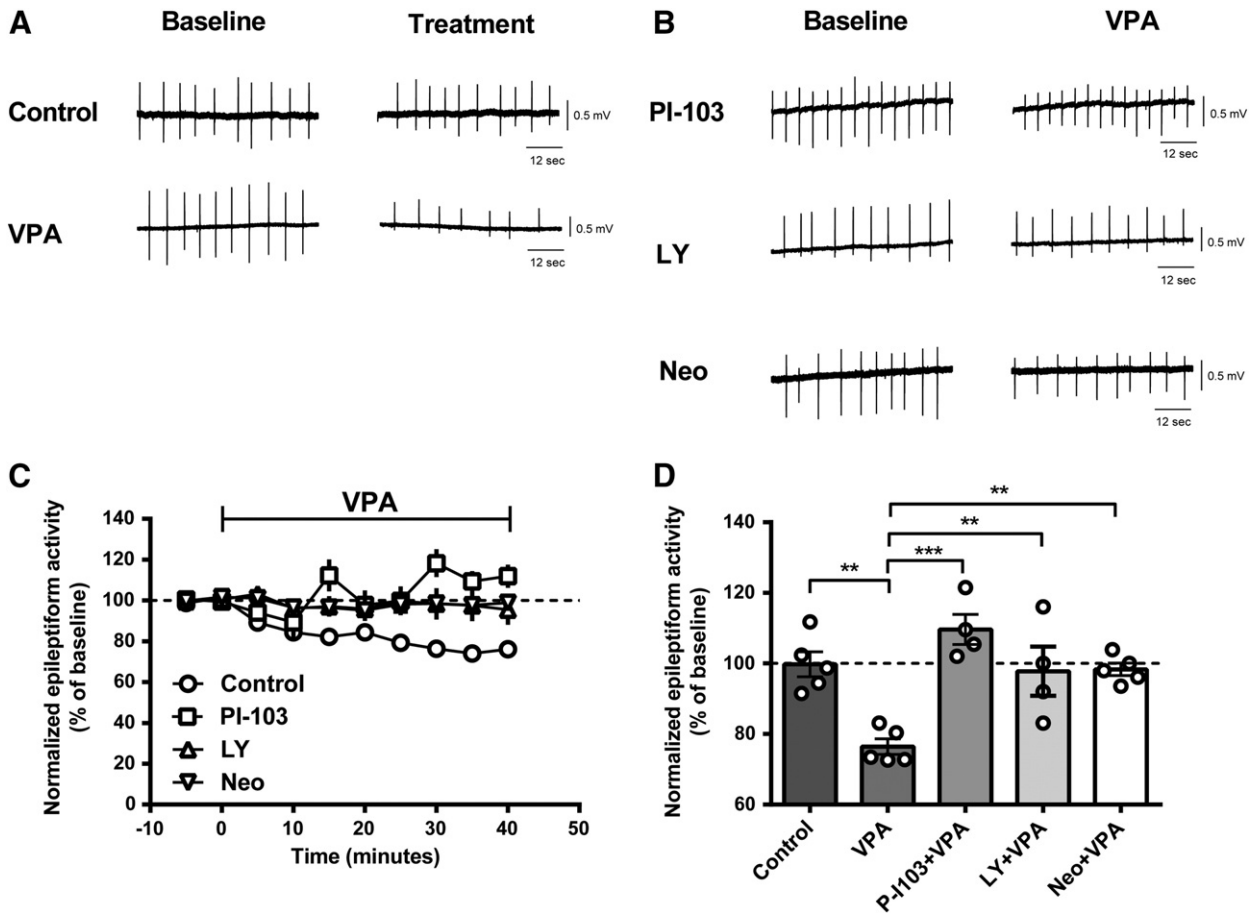 A
Baseline
Treatment
Control
0.5 mV
12 sec
VPA
0.5 mV
12 sec
B
Baseline
VPA
PI-103
0.5 mV
12 sec
LY
0.5 mV
12 sec
Neo
0.5 mV
12 sec
C
Normalized epileptiform activity
(% of baseline)
VPA
140
120
100
80
60
40
20
0
Control
PI-103
LY
Neo
-10 0 10 20 30 40 50
Time (minutes)
D
Normalized epileptiform activity
(% of baseline)
140
120
100
80
60
**
**
***
**
Control
VPA
P-I103+VPA
LY+VPA
Neo+VPA